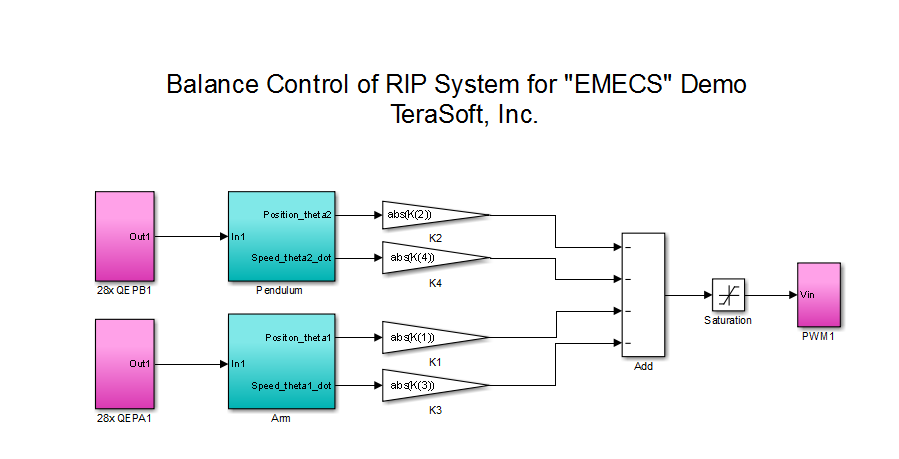 Balance Control of RIP System for "EMECS" Demo
TeraSoft, Inc.
Out1
28x QEPB1
In1
Position_theta2
Speed_theta2_dot
Pendulum
abs(K(2))
K2
abs(K(4))
K4
Out1
28x QEPA1
In1
Positon_theta1
Speed_theta1_dot
Arm
abs(K(1))
K1
abs(K(3))
K3
Add
Saturation
Vin
PWM1